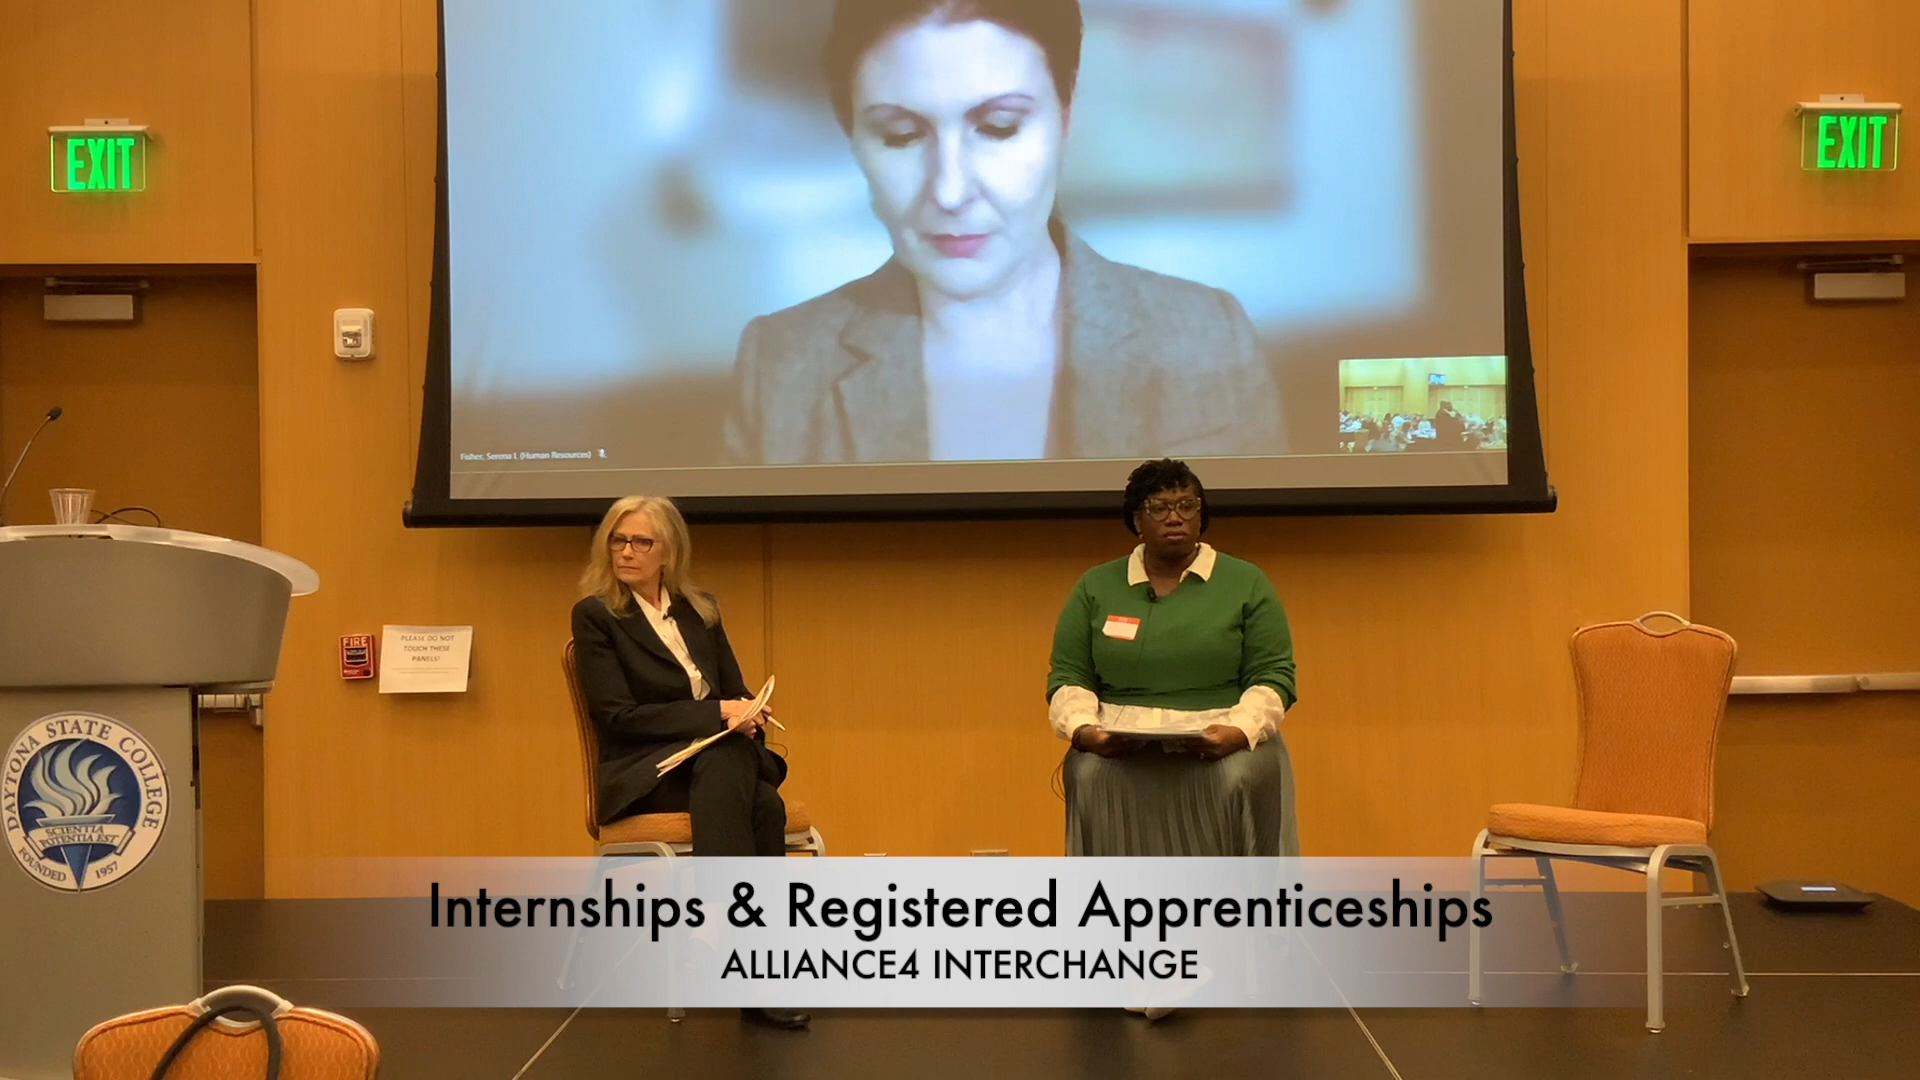 EXIT
EXIT
Fisher, Serena L (Human Resources)
FIRE
PLEASE DO NOT
TOUCH THESE
PANELS!
DAYTONA STATE COLLEGE
SCIENTIA
POTENTIA EST
FOUNDED 1957
Internships & Registered Apprenticeships
ALLIANCE4 INTERCHANGE